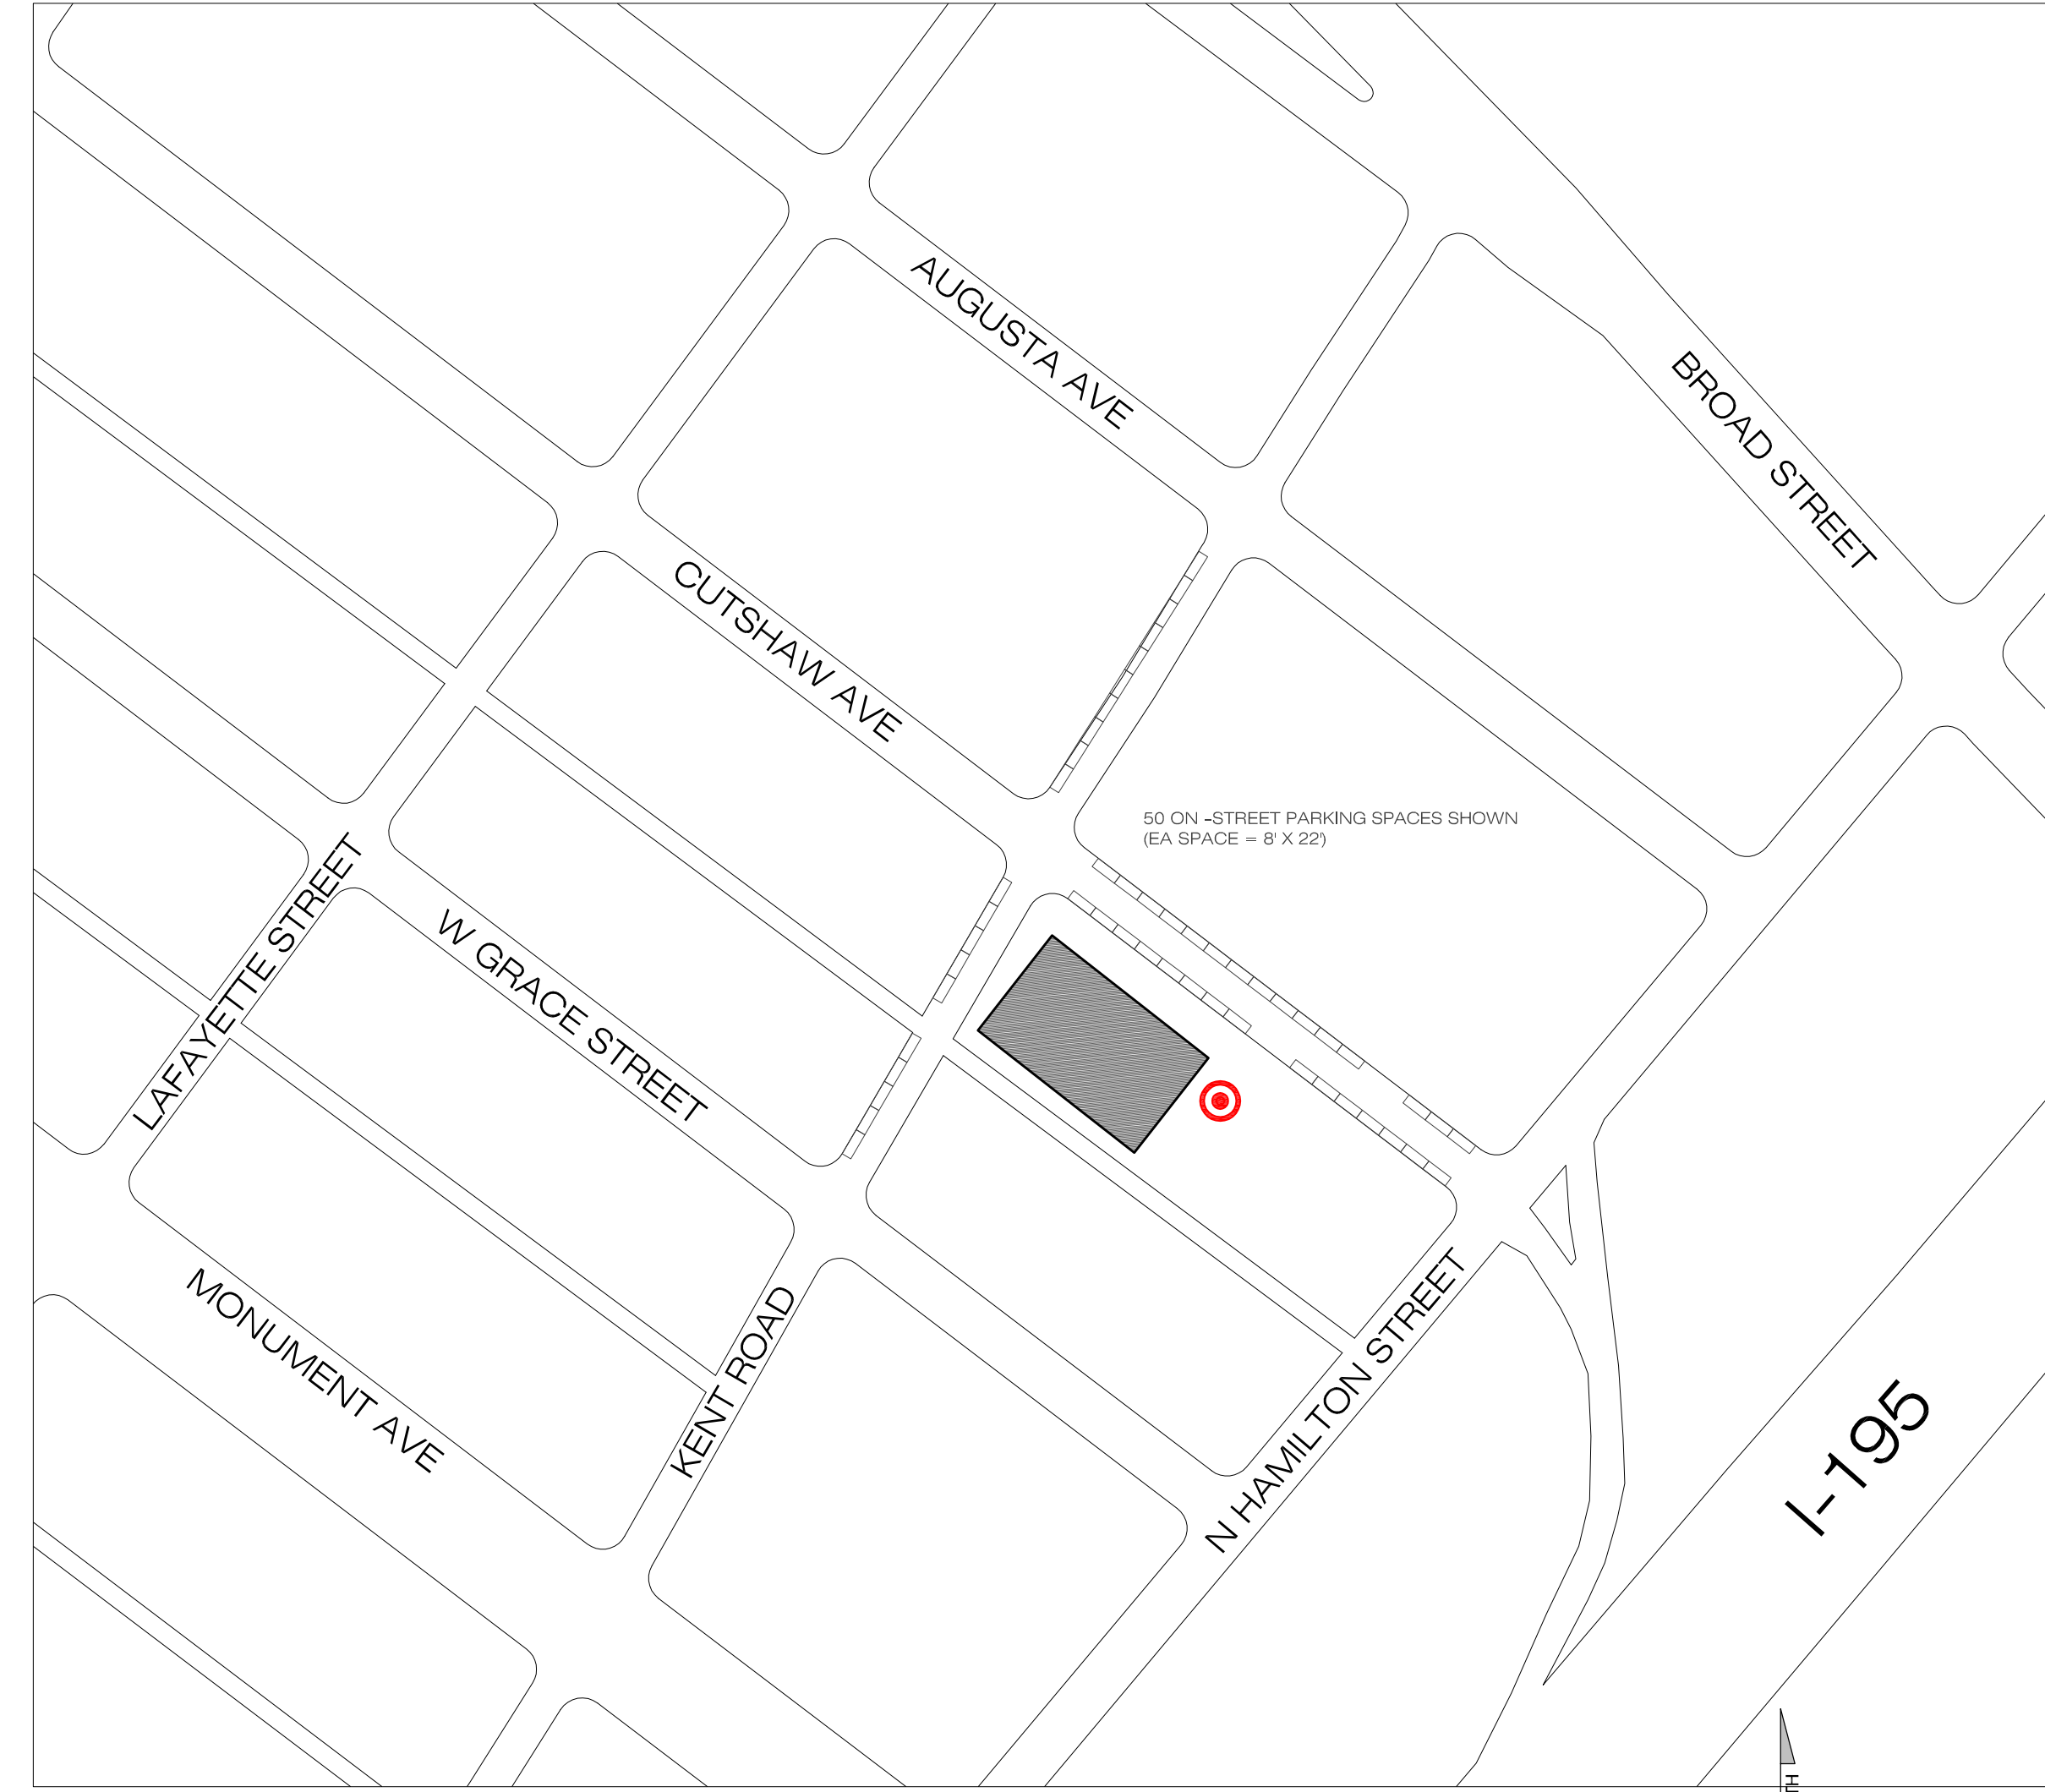 AUGUSTA AVE
BROAD STREET
CUTSHAW AVE
50 ON -STREET PARKING SPACES SHOWN
(EA SPACE = 8' X 22')
LAFAYETTE STREET
W GRACE STREET
MONUMENT AVE
KENT ROAD
N HAMILTON STREET
I-195